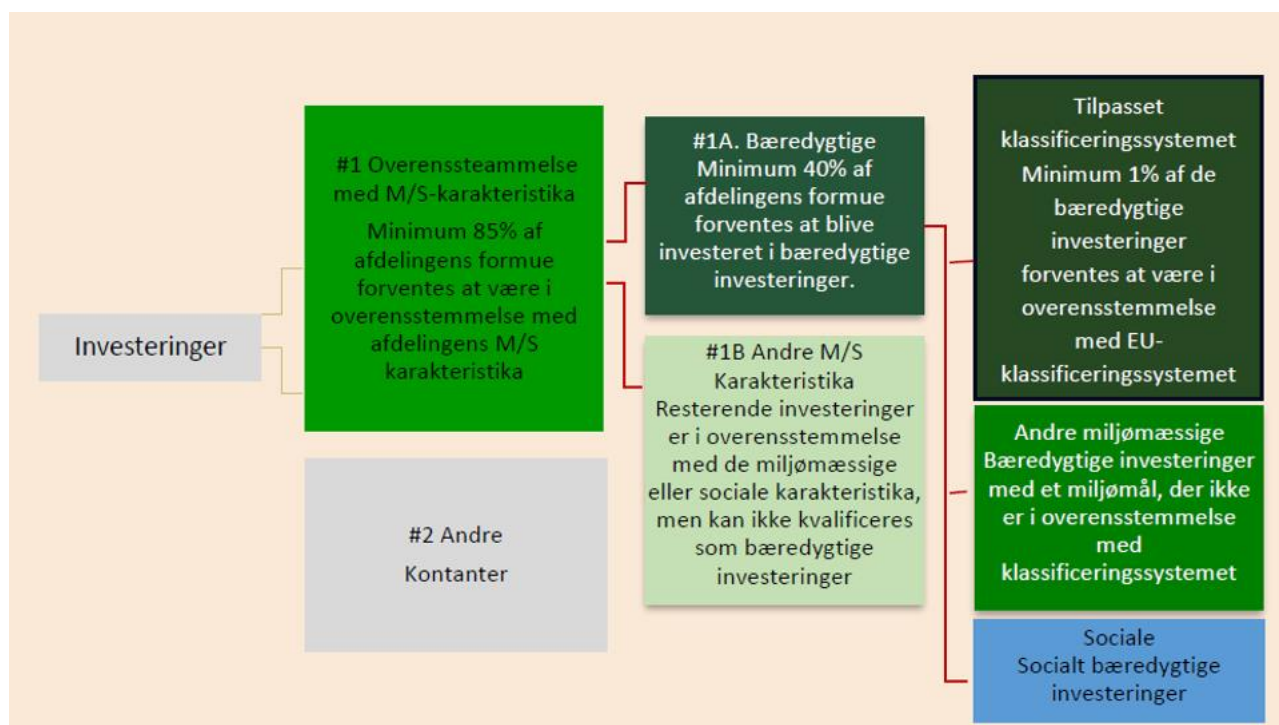 Investeringer
#1 Overenssteammelse
med M/S-karakteristika
Minimum 85% af
afdelingens formue
forventes at være i
overensstemmelse med
afdelingens M/S
karakteristika
#2 Andre
Kontanter
#1A. Bæredygtige
Minimum 40% af
afdelingens formue
forventes at blive
investeret i bæredygtige
investeringer.
#1B Andre M/S
Karakteristika
Resterende investeringer
er i overensstemmelse
med de miljømæssige
eller sociale karakteristika,
men kan ikke kvalificeres
som bæredygtige
investeringer
Tilpasset
klassificeringssystemet
Minimum 1% af de
bæredygtige
investeringer
forventes at være i
overensstemmelse
med EU-
klassificeringssystemet
Andre miljømæssige
Bæredygtige investeringer
med et miljømål, der ikke
er i overensstemmelse
med
klassificeringssystemet
Sociale
Socialt bæredygtige
investeringer